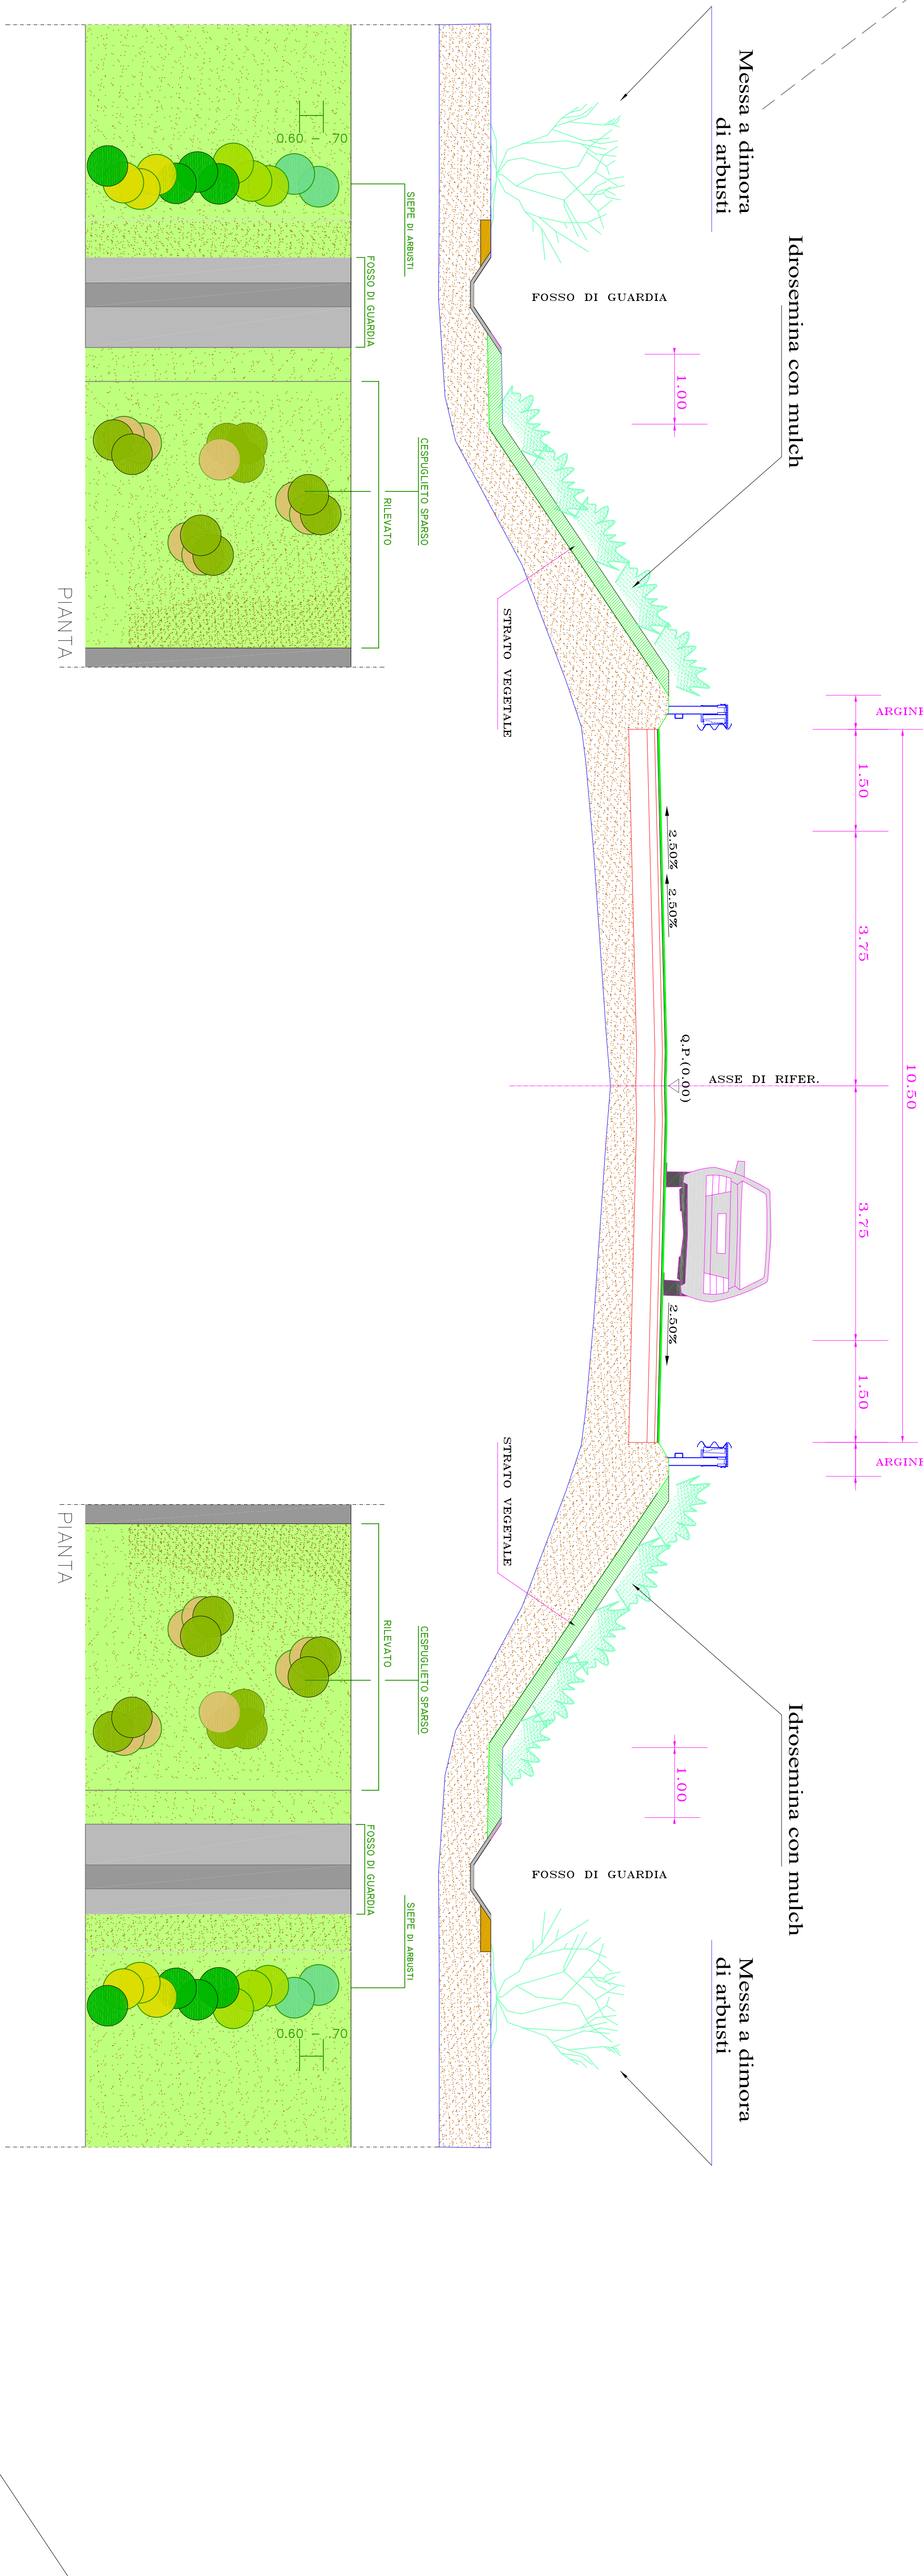 Messa a dimora
di arbusti
Idrosemina con mulch
FOSSO DI GUARDIA
1.00
STRATO VEGETALE
ARGINE
1.50
3.75
10.50
3.75
1.50
ARGINE
2.50%
2.50%
Q.P.(0.00)
ASSE DI RIFER.
2.50%
STRATO VEGETALE
Idrosemina con mulch
1.00
FOSSO DI GUARDIA
Messa a dimora
di arbusti
0.60 - .70
SIEPE DI ARBUSTI
FOSSO DI GUARDIA
CESPUGLIETO SPARSO
RILEVATO
PIANTA
PIANTA
CESPUGLIETO SPARSO
RILEVATO
FOSSO DI GUARDIA
SIEPE DI ARBUSTI
0.60 - .70